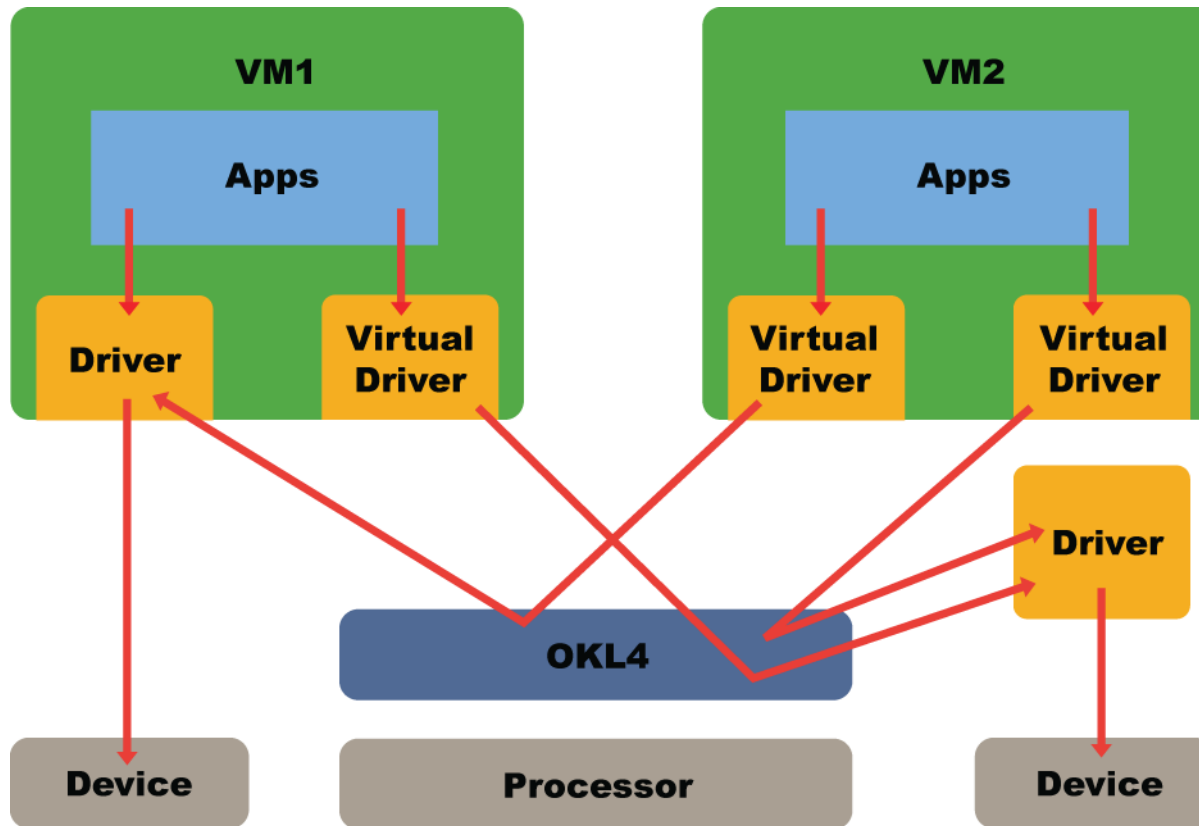 VM1
VM2
Apps
Apps
Driver
Virtual
Driver
Virtual
Driver
Virtual
Driver
Driver
OKL4
Device
Processor
Device